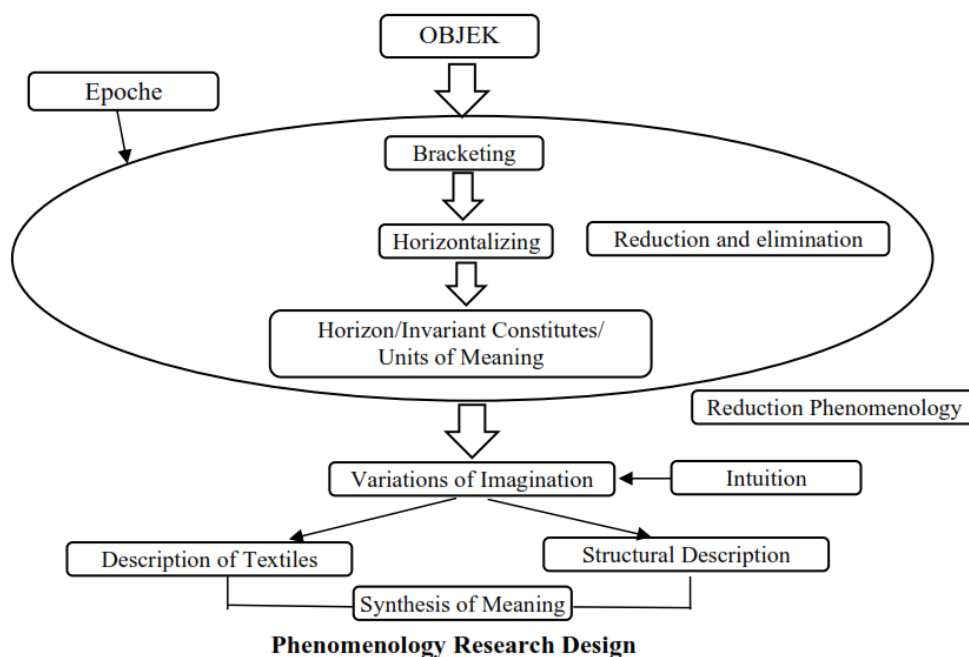 OBJEK
Epoche
Bracketing
Horizontalizing
Reduction and elimination
Horizon/Invariant Constitutes/
Units of Meaning
Reduction Phenomenology
Variations of Imagination
Intuition
Description of Textiles
Structural Description
Synthesis of Meaning
Phenomenology Research Design